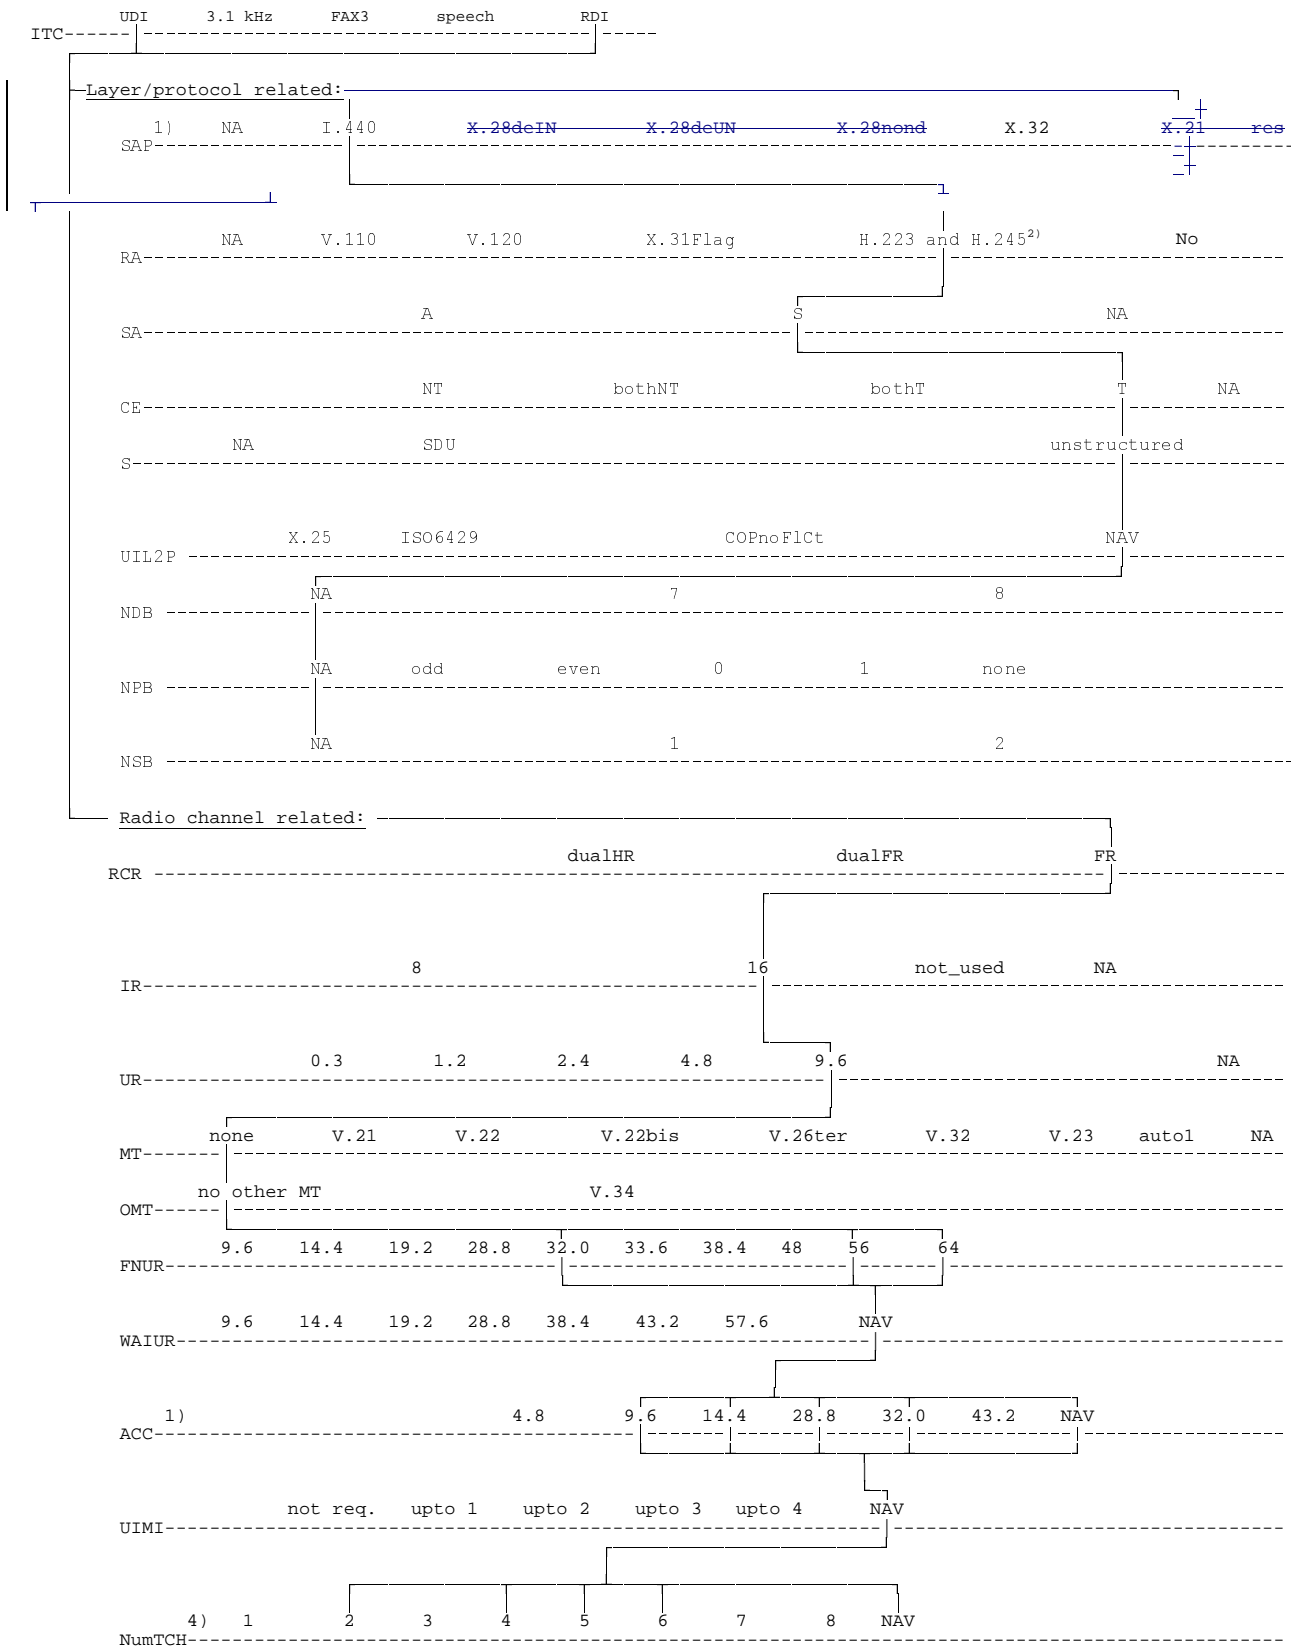 UDI 3.1 kHz FAX3 speech RDI
ITC
Layer/protocol related:
1) NA I.440 X.28deIN X.28deUN X.28nond X.32 X.21 res
SAP
NA V.110 V.120 X.31Flag H.223 and H.245²⁾ No
RA
A S NA
SA
NT bothNT bothT T NA
CE
NA SDU unstructured
S
X.25 ISO6429 COPnoFlCt NAV
UIL2P
NA 7 8
NDB
NA odd even 0 1 none
NPB
NA 1 2
NSB
Radio channel related:
dualHR dualFR FR
RCR
8 16 not_used NA
IR
0.3 1.2 2.4 4.8 9.6 NA
UR
none V.21 V.22 V.22bis V.26ter V.32 V.23 auto1 NA
MT
no other MT V.34
OMT
9.6 14.4 19.2 28.8 32.0 33.6 38.4 48 56 64
FNUR
9.6 14.4 19.2 28.8 38.4 43.2 57.6 NAV
WAIUR
1) 4.8 9.6 14.4 28.8 32.0 43.2 NAV
ACC
not req. upto 1 upto 2 upto 3 upto 4 NAV
UIMI
4) 1 2 3 4 5 6 7 8 NAV
NumTCH